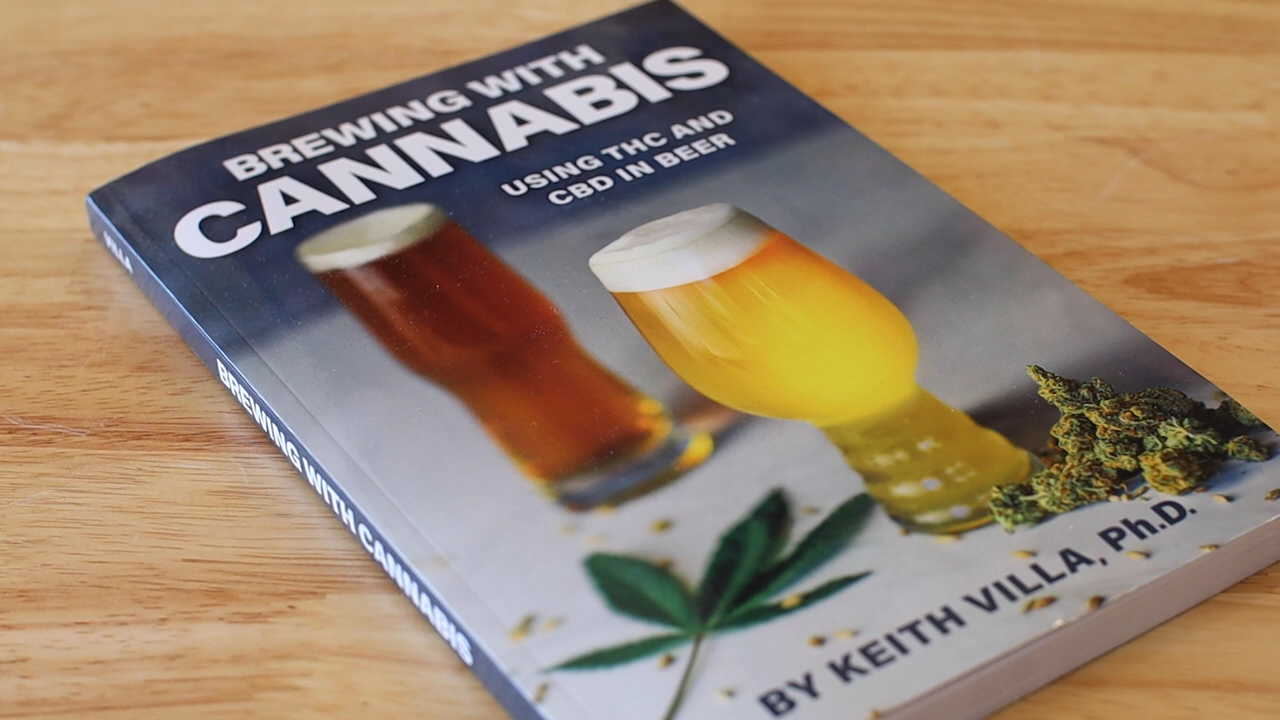 BREWING WITH
CANNABIS
USING THC AND
CBD IN BEER
BY KEITH VILLA, Ph.D.
VILLA
BREWING WITH CANNABIS